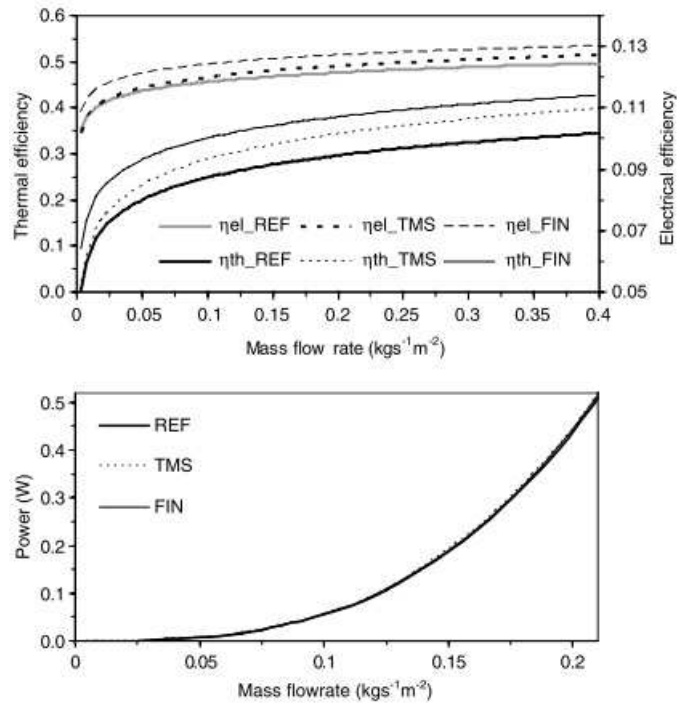 0.6
0.5
0.4
0.3
0.2
0.1
0.0
Thermal efficiency
0.13
0.11
0.09
0.07
0.05
Electrical efficiency
ηel_REF ηel_TMS ηel_FIN
ηth_REF ηth_TMS ηth_FIN
0 0.05 0.1 0.15 0.2 0.25 0.3 0.35 0.4
Mass flow rate (kgs⁻¹m⁻²)
0.5
0.4
0.3
0.2
0.1
0.0
Power (W)
REF
TMS
FIN
0 0.05 0.1 0.15 0.2
Mass flowrate (kgs⁻¹m⁻²)